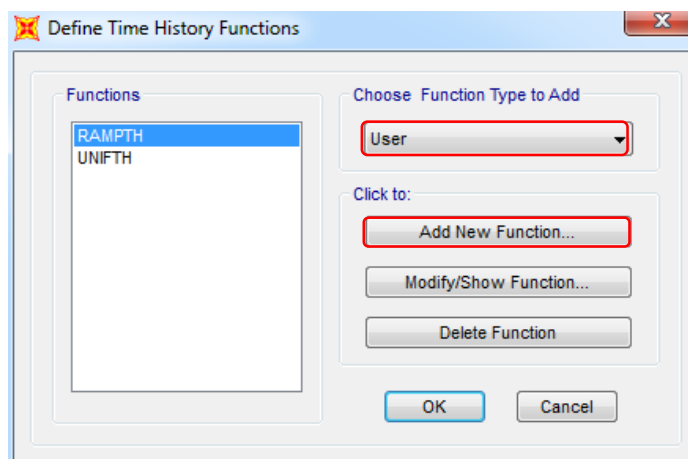 Define Time History Functions
Functions
RAMPTH
UNIFTH
Choose Function Type to Add
User
Click to:
Add New Function...
Modify/Show Function...
Delete Function
OK
Cancel